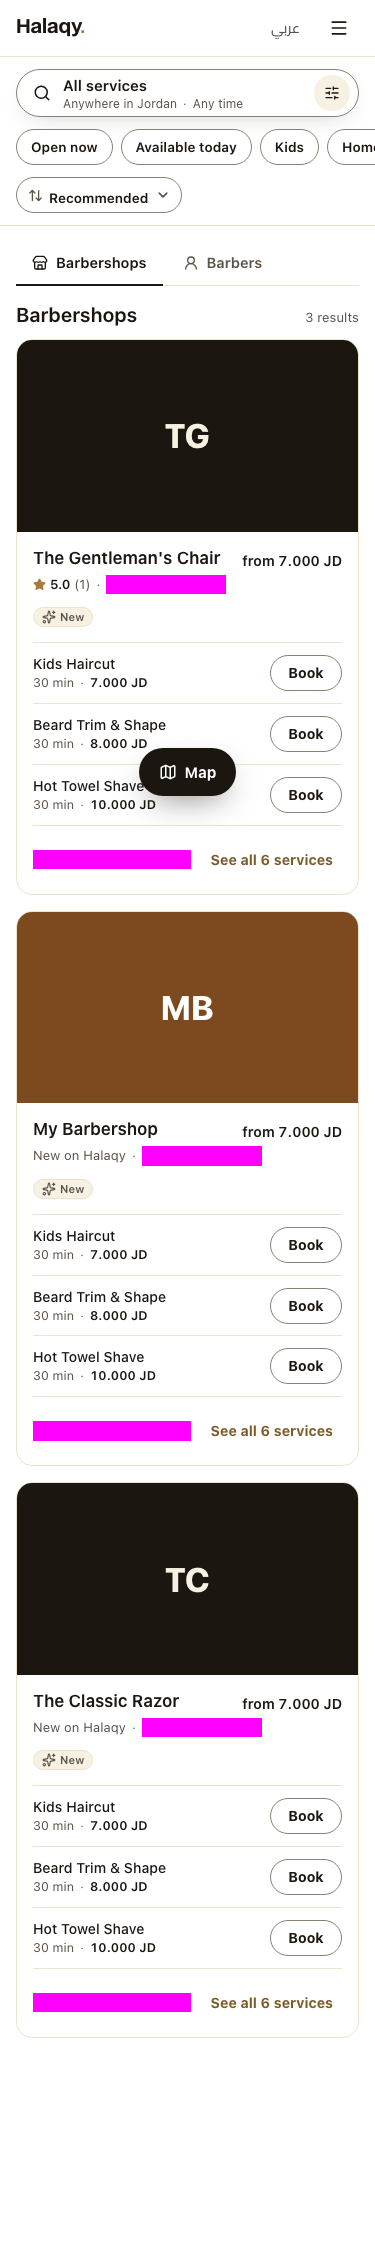 Halaqy.
عربي
All services
Anywhere in Jordan · Any time
Open now
Available today
Kids
Home
Recommended
Barbershops
Barbers
Barbershops
3 results
TG
The Gentleman's Chair
from 7.000 JD
5.0 (1) ·
New
Kids Haircut
30 min · 7.000 JD
Book
Beard Trim & Shape
30 min · 8.000 JD
Book
Map
Hot Towel Shave
30 min · 10.000 JD
Book
See all 6 services
MB
My Barbershop
from 7.000 JD
New on Halaqy ·
New
Kids Haircut
30 min · 7.000 JD
Book
Beard Trim & Shape
30 min · 8.000 JD
Book
Hot Towel Shave
30 min · 10.000 JD
Book
See all 6 services
TC
The Classic Razor
from 7.000 JD
New on Halaqy ·
New
Kids Haircut
30 min · 7.000 JD
Book
Beard Trim & Shape
30 min · 8.000 JD
Book
Hot Towel Shave
30 min · 10.000 JD
Book
See all 6 services